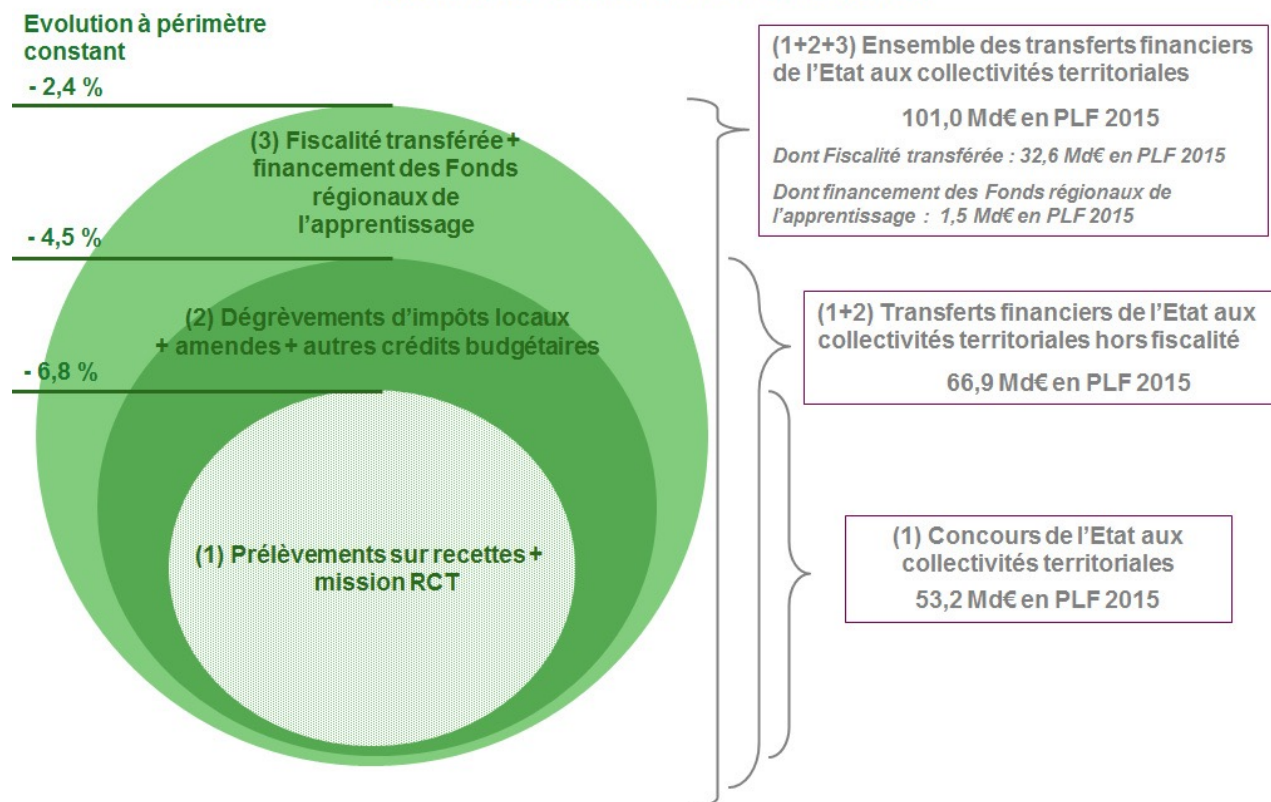 Evolution à périmètre
constant
- 2,4 %
(3) Fiscalité transférée +
financement des Fonds
régionaux de
l’apprentissage
- 4,5 %
(2) Dégrèvements d’impôts locaux
+ amendes + autres crédits budgétaires
- 6,8 %
(1) Prélèvements sur recettes +
mission RCT
(1+2+3) Ensemble des transferts financiers
de l’Etat aux collectivités territoriales
101,0 Md€ en PLF 2015
Dont Fiscalité transférée : 32,6 Md€ en PLF 2015
Dont financement des Fonds régionaux de
l’apprentissage : 1,5 Md€ en PLF 2015
(1+2) Transferts financiers de l’Etat aux
collectivités territoriales hors fiscalité
66,9 Md€ en PLF 2015
(1) Concours de l’Etat aux
collectivités territoriales
53,2 Md€ en PLF 2015